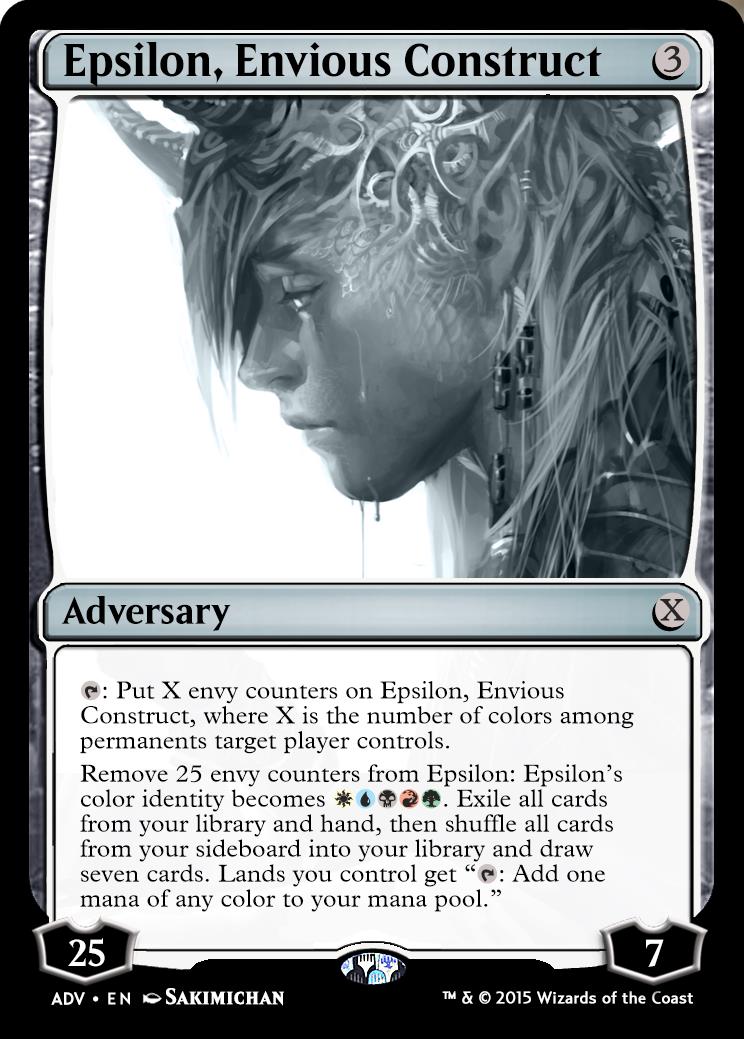 Epsilon, Envious Construct 3
Adversary X
: Put X envy counters on Epsilon, Envious
Construct, where X is the number of colors among
permanents target player controls.
Remove 25 envy counters from Epsilon: Epsilon's
color identity becomes . Exile all cards
from your library and hand, then shuffle all cards
from your sideboard into your library and draw
seven cards. Lands you control get “: Add one
mana of any color to your mana pool.”
25 7
ADV • EN SAKIMICHAN ™ & © 2015 Wizards of the Coast